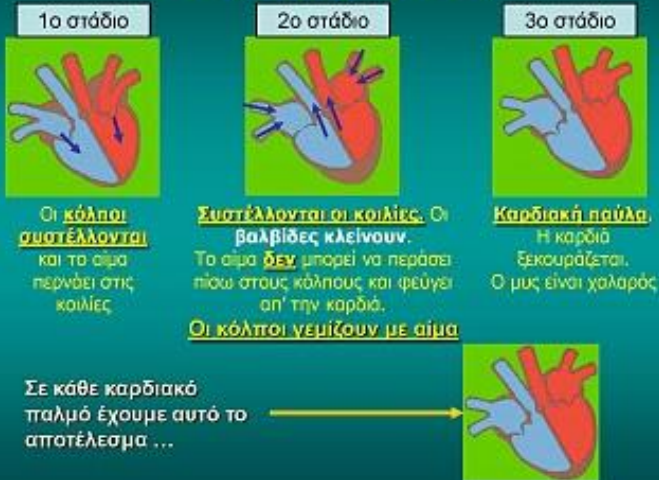 1ο στάδιο
2ο στάδιο
3ο στάδιο
Οι κόλποι
συστέλλονται
και το αίμα
περνάει στις
κοιλίες
Συστέλλονται οι κοιλίες. Οι
βαλβίδες κλείνουν.
Το αίμα δεν μπορεί να περάσει
πίσω στους κόλπους και φεύγει
απ' την καρδιά.
Οι κόλποι γεμίζουν με αίμα
Καρδιακή παύλα.
Η καρδιά
ξεκουράζεται.
Ο μυς είναι χαλαρός
Σε κάθε καρδιακό
παλμό έχουμε αυτό το
αποτέλεσμα ...